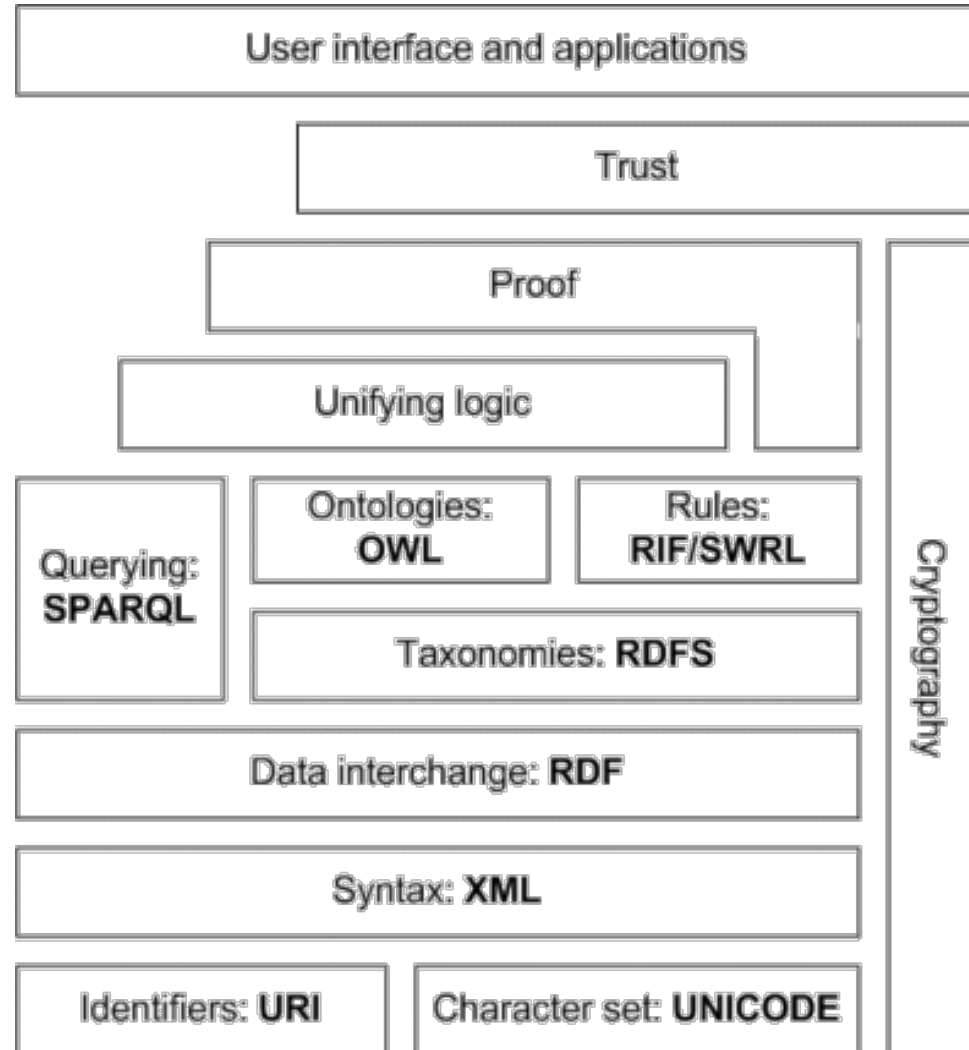 User interface and applications
Trust
Proof
Unifying logic
Ontologies:
OWL
Rules:
RIF/SWRL
Querying:
SPARQL
Taxonomies: RDFS
Cryptography
Data interchange: RDF
Syntax: XML
Identifiers: URI
Character set: UNICODE